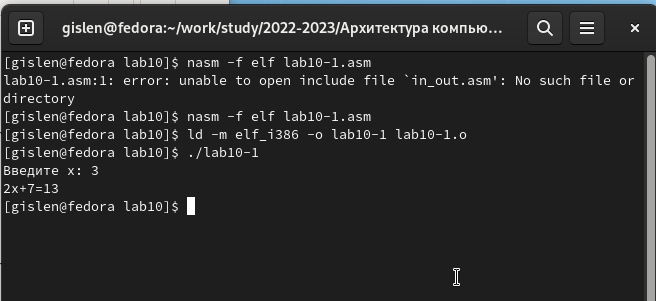 gislen@fedora:~/work/study/2022-2023/Архитектура компью...
[gislen@fedora lab10]$ nasm -f elf lab10-1.asm
lab10-1.asm:1: error: unable to open include file `in_out.asm': No such file or
directory
[gislen@fedora lab10]$ nasm -f elf lab10-1.asm
[gislen@fedora lab10]$ ld -m elf_i386 -o lab10-1 lab10-1.o
[gislen@fedora lab10]$ ./lab10-1
Введите x: 3
2x+7=13
[gislen@fedora lab10]$